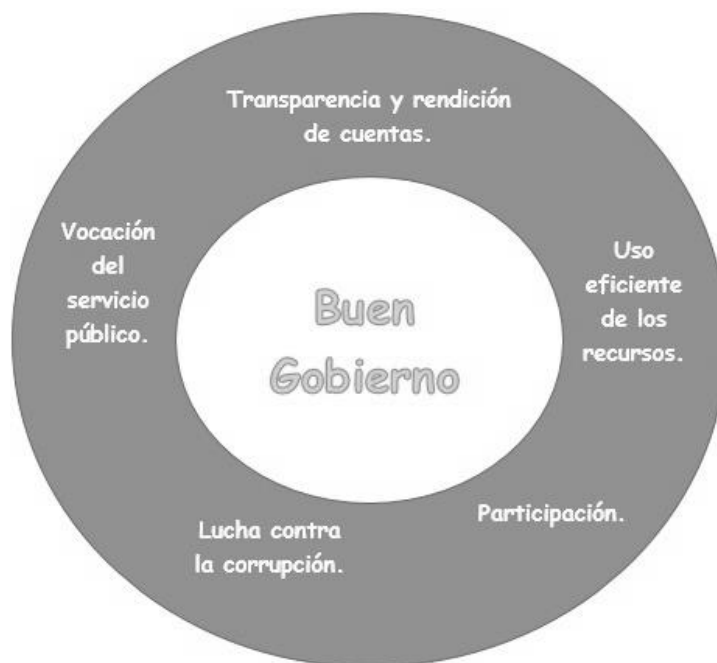 Transparencia y rendición
de cuentas.
Vocación
del
servicio
público.
Uso
eficiente
de los
recursos.
Buen
Gobierno
Participación.
Lucha contra
la corrupción.